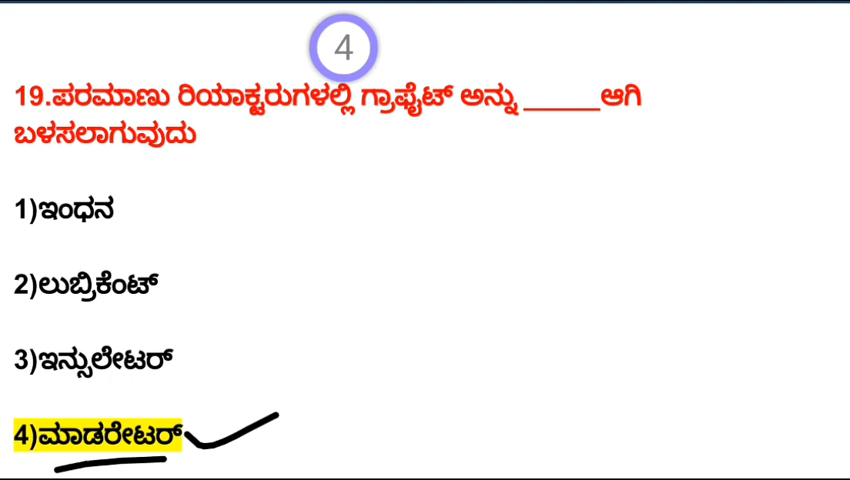 4
19.ಪರಮಾಣು ರಿಯಾಕ್ಟರುಗಳಲ್ಲಿ ಗ್ರಾಫೈಟ್ ಅನ್ನು _____ಆಗಿ
ಬಳಸಲಾಗುವುದು
1)ಇಂಧನ
2)ಲುಬ್ರಿಕೆಂಟ್
3)ಇನ್ಸುಲೇಟರ್
4)ಮಾಡರೇಟರ್